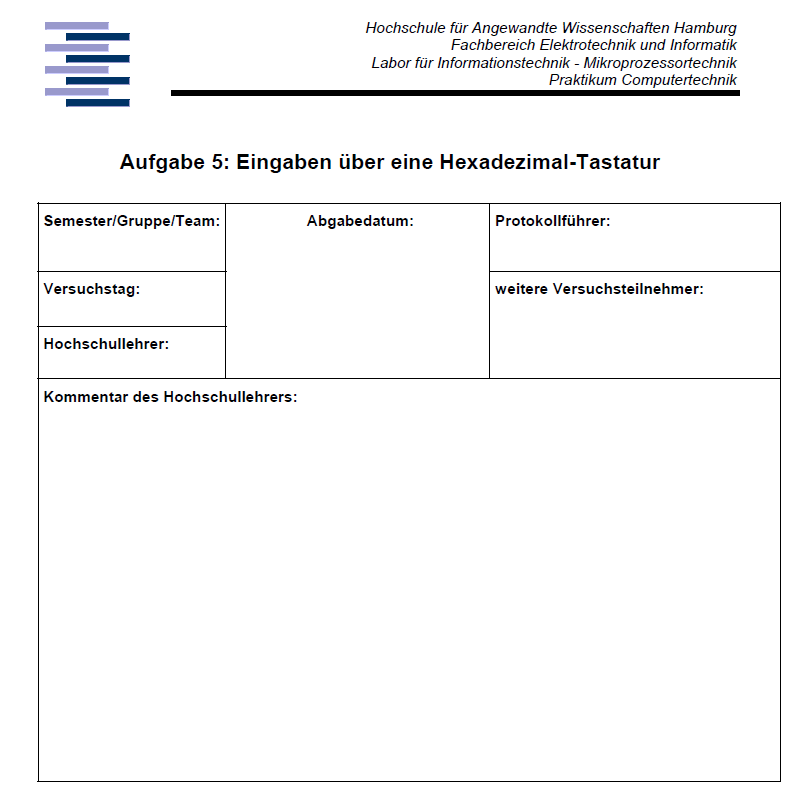 Hochschule für Angewandte Wissenschaften Hamburg
Fachbereich Elektrotechnik und Informatik
Labor für Informationstechnik - Mikroprozessortechnik
Praktikum Computertechnik
Aufgabe 5: Eingaben über eine Hexadezimal-Tastatur
Semester/Gruppe/Team:
Abgabedatum:
Protokollführer:
Versuchstag:
weitere Versuchsteilnehmer:
Hochschullehrer:
Kommentar des Hochschullehrers: